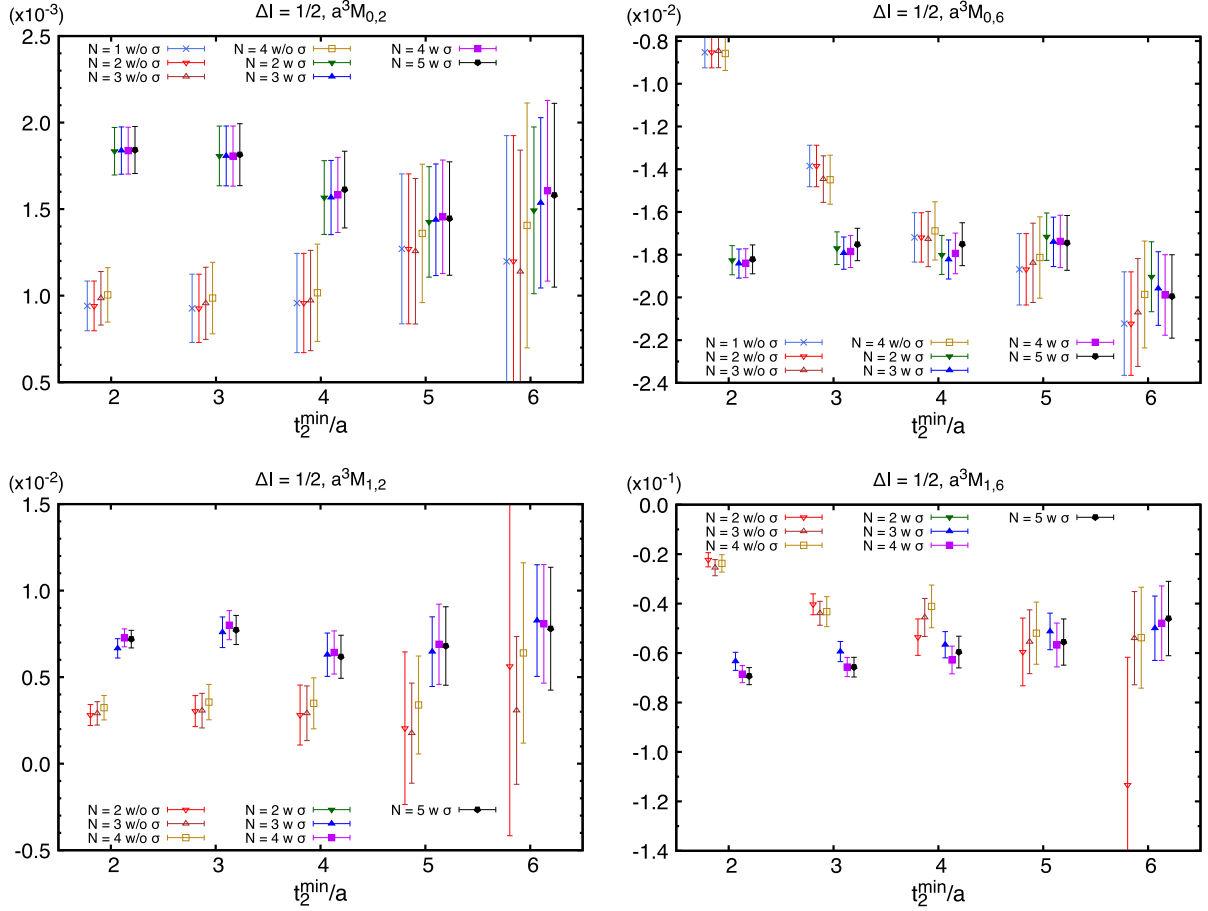 (x10⁻³) ΔI = 1/2, a³M₀,₂
2.5
2.0
1.5
1.0
0.5
N = 1 w/o σ N = 4 w/o σ N = 4 w σ
N = 2 w/o σ N = 2 w σ N = 5 w σ
N = 3 w/o σ N = 3 w σ
2 3 4 5 6
t₂ᵐⁱⁿ/a
(x10⁻²) ΔI = 1/2, a³M₀,₆
-0.8
-1.0
-1.4
-1.6
-1.8
-2.0
-2.4
N = 1 w/o σ N = 4 w/o σ N = 4 w σ
N = 2 w/o σ N = 2 w σ N = 5 w σ
N = 3 w/o σ N = 3 w σ
2 3 4 5 6
t₂ᵐⁱⁿ/a
(x10⁻²) ΔI = 1/2, a³M₁,₂
1.5
1.0
0.5
0.0
-0.5
N = 2 w/o σ N = 2 w σ N = 5 w σ
N = 3 w/o σ N = 3 w σ
N = 4 w/o σ N = 4 w σ
2 3 4 5 6
t₂ᵐⁱⁿ/a
(x10⁻¹) ΔI = 1/2, a³M₁,₆
0.0
-0.2
-0.4
-0.6
-0.8
-1.0
-1.2
-1.4
N = 2 w/o σ N = 2 w σ N = 5 w σ
N = 3 w/o σ N = 3 w σ
N = 4 w/o σ N = 4 w σ
2 3 4 5 6
t₂ᵐⁱⁿ/a